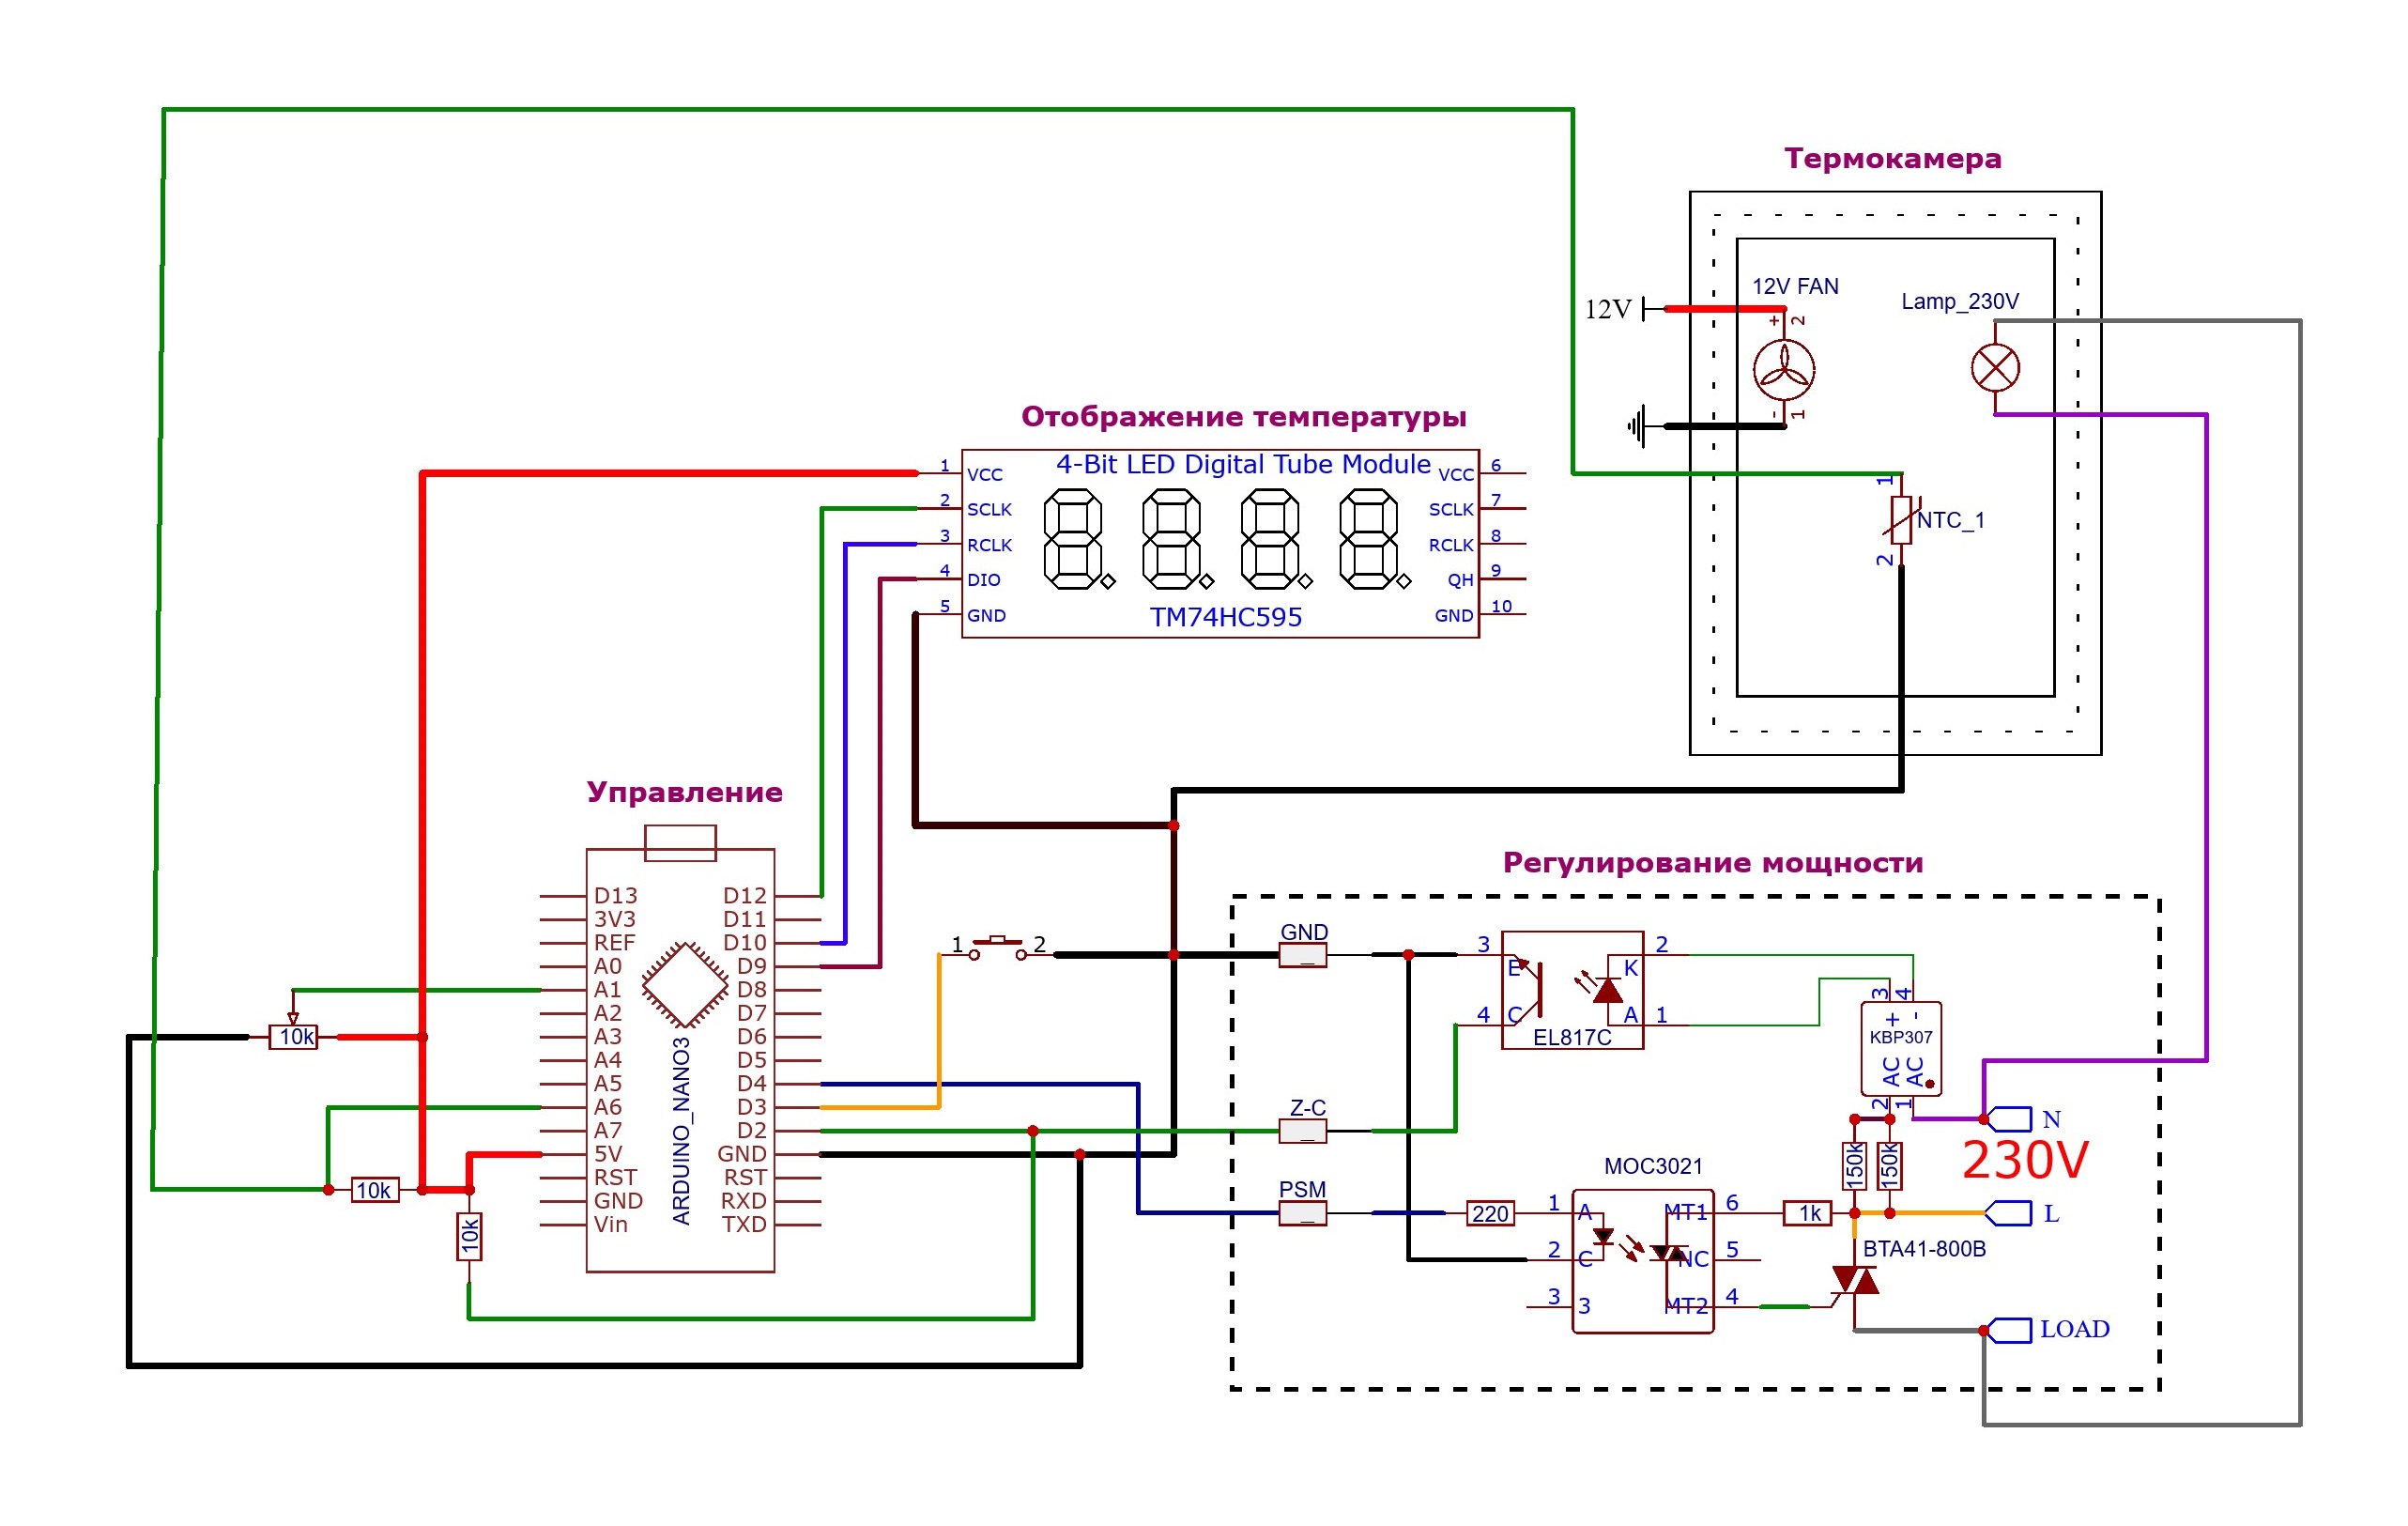 Термокамера
12V FAN
Lamp_230V
12V
+
2
-
1
1
NTC_1
2
Отображение температуры
4-Bit LED Digital Tube Module
1 VCC
2 SCLK
3 RCLK
4 DIO
5 GND
VCC 6
SCLK 7
RCLK 8
QH 9
GND 10
TM74HC595
Управление
D13 D12
3V3 D11
REF D10
A0 D9
A1 D8
A2 D7
A3 D6
A4 D5
A5 D4
A6 D3
A7 D2
5V GND
RST RST
GND RXD
Vin TXD
ARDUINO_NANO3
10k
10k
10k
1 2
Регулирование мощности
GND
_
Z-C
_
PSM
_
3 E
4 C
K 2
A 1
EL817C
3 4
+ -
KBP307
AC AC
2 1
150k
150k
N
230V
L
LOAD
MOC3021
220
1 A
2 C
3 3
MT1 6
NC 5
MT2 4
1k
BTA41-800B